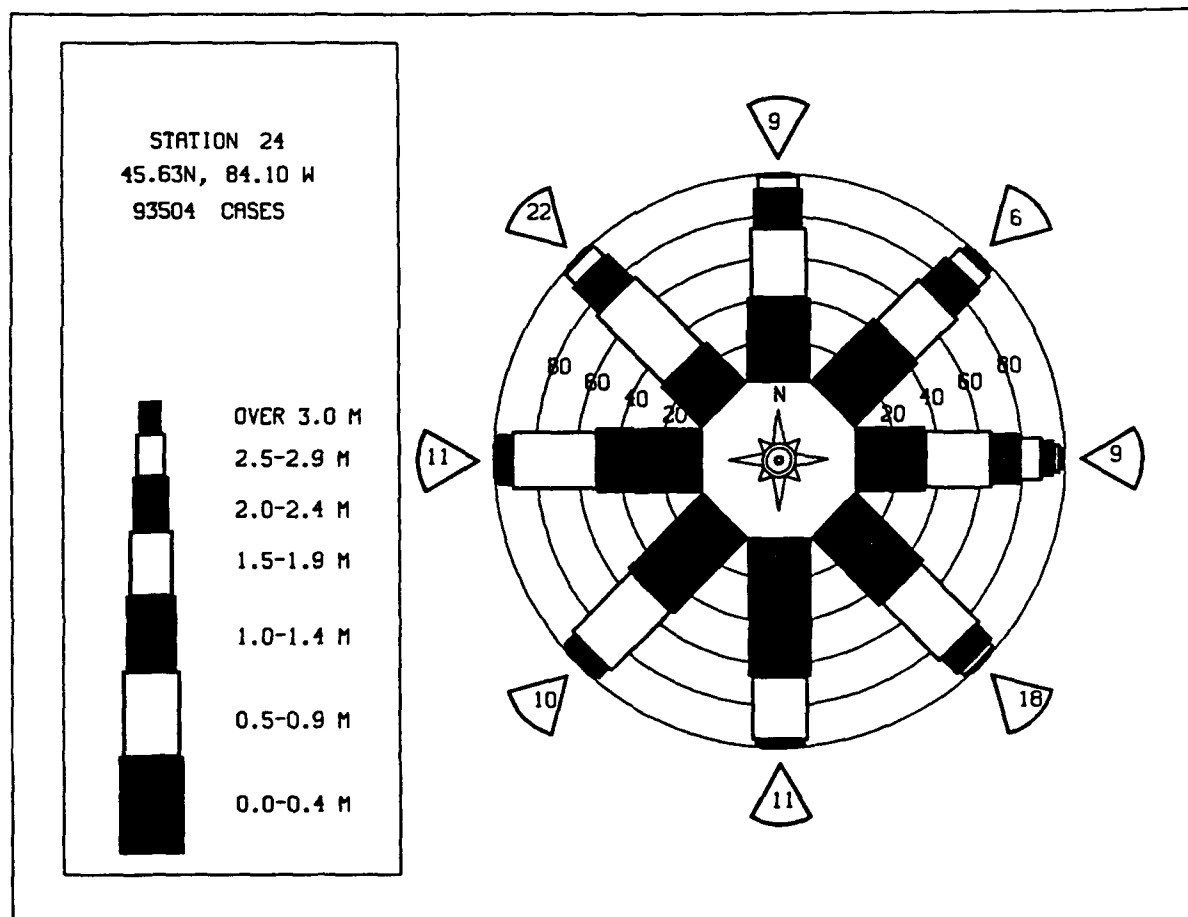 STATION 24
45.63N, 84.10 W
93504 CASES
OVER 3.0 M
2.5-2.9 M
2.0-2.4 M
1.5-1.9 M
1.0-1.4 M
0.5-0.9 M
0.0-0.4 M
9
22
6
80
60
40
20
N
20
40
60
80
11
9
10
18
11